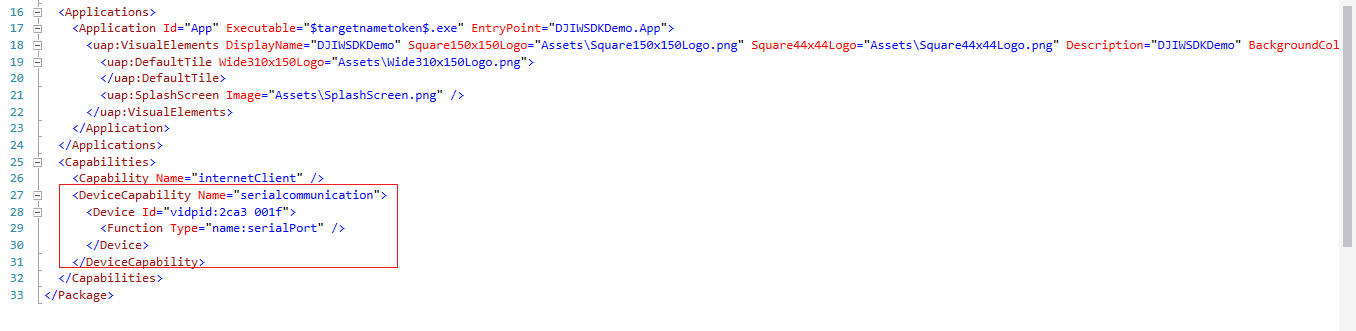 16 <Applications>
17 <Application Id="App" Executable="$targetnametoken$.exe" EntryPoint="DJIWSDKDemo.App">
18 <uap:VisualElements DisplayName="DJIWSDKDemo" Square150x150Logo="Assets\Square150x150Logo.png" Square44x44Logo="Assets\Square44x44Logo.png" Description="DJIWSDKDemo" BackgroundCol
19 <uap:DefaultTile Wide310x150Logo="Assets\Wide310x150Logo.png">
20 </uap:DefaultTile>
21 <uap:SplashScreen Image="Assets\SplashScreen.png" />
22 </uap:VisualElements>
23 </Application>
24 </Applications>
25 <Capabilities>
26 <Capability Name="internetClient" />
27 <DeviceCapability Name="serialcommunication">
28 <Device Id="vidpid:2ca3 001f">
29 <Function Type="name:serialPort" />
30 </Device>
31 </DeviceCapability>
32 </Capabilities>
33 </Package>